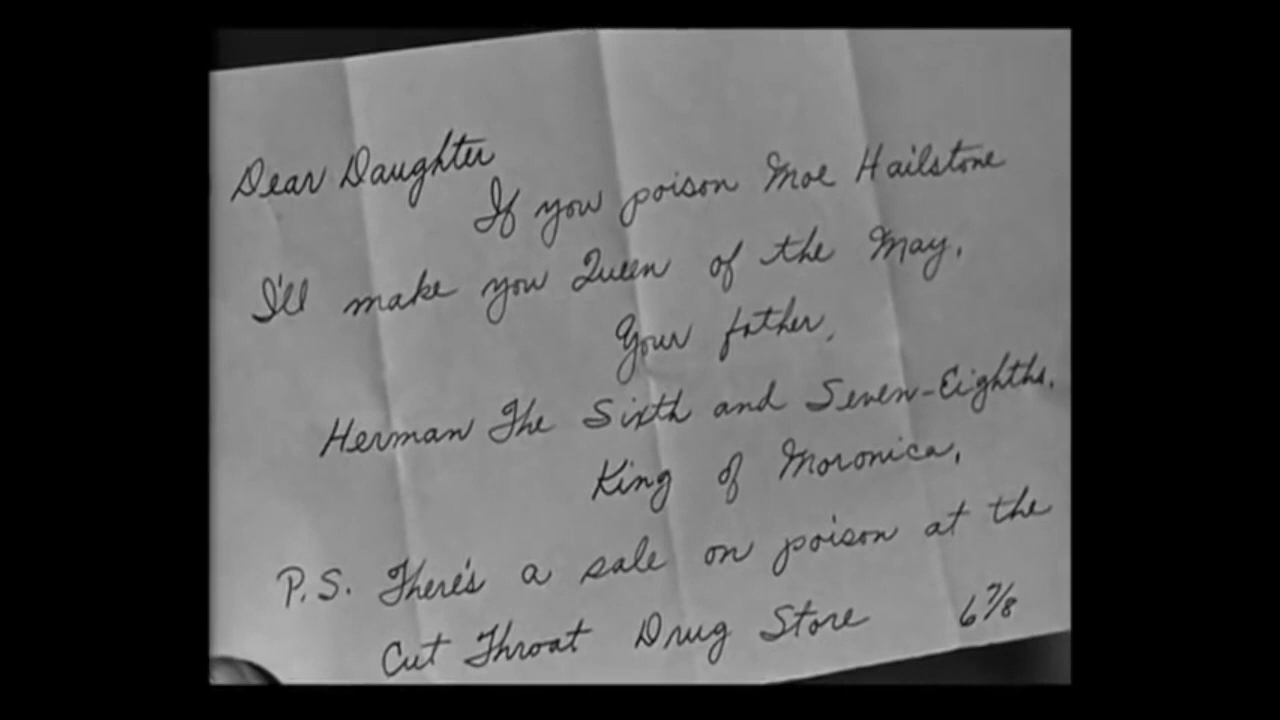 Dear Daughter
If you poison Moe Hailstone
I'll make you Queen of the May,
Your father,
Herman The Sixth and Seven-Eighths,
King of Moronica,
P.S. There's a sale on poison at the
Cut Throat Drug Store 6 7/8